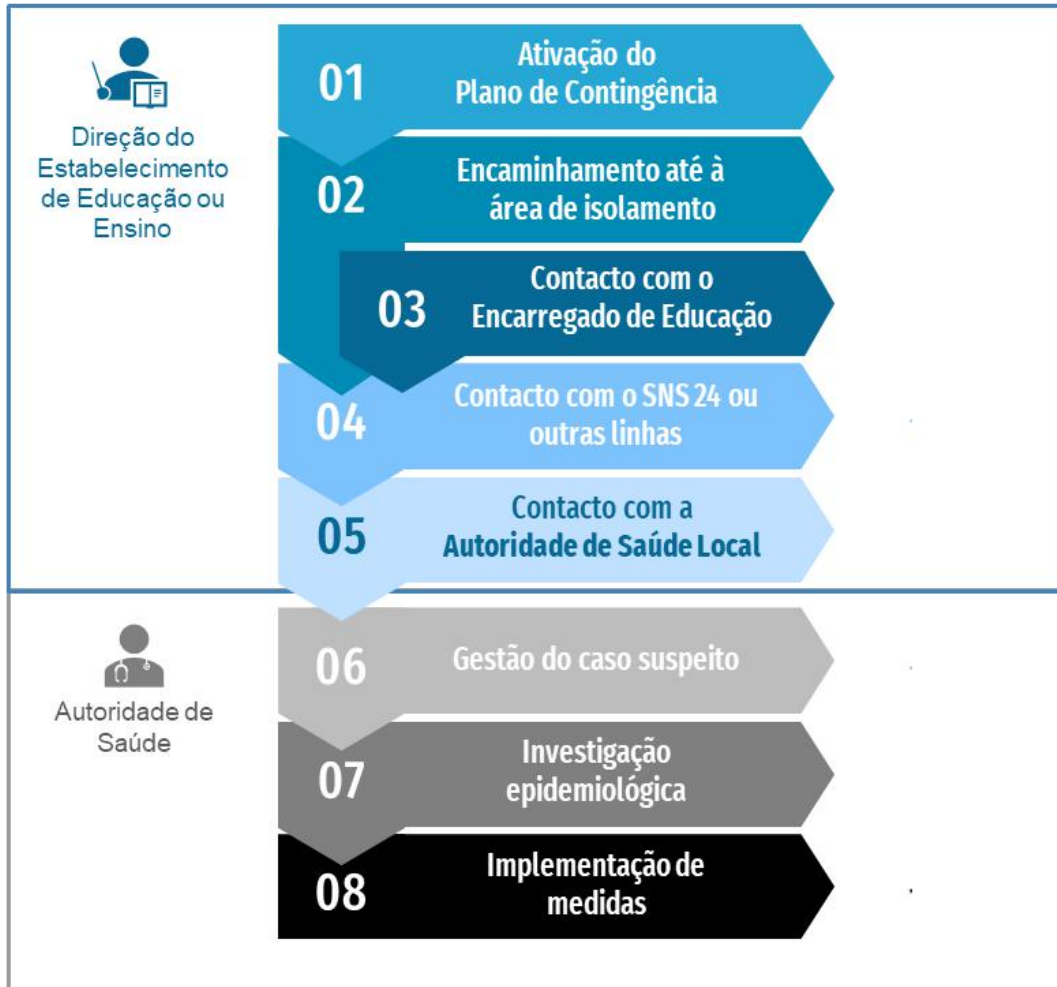 Direção do
Estabelecimento
de Educação ou
Ensino
01
Ativação do
Plano de Contingência
02
Encaminhamento até à
área de isolamento
03
Contacto com o
Encarregado de Educação
04
Contacto com o SNS 24 ou
outras linhas
05
Contacto com a
Autoridade de Saúde Local
Autoridade de
Saúde
06
Gestão do caso suspeito
07
Investigação
epidemiológica
08
Implementação de
medidas